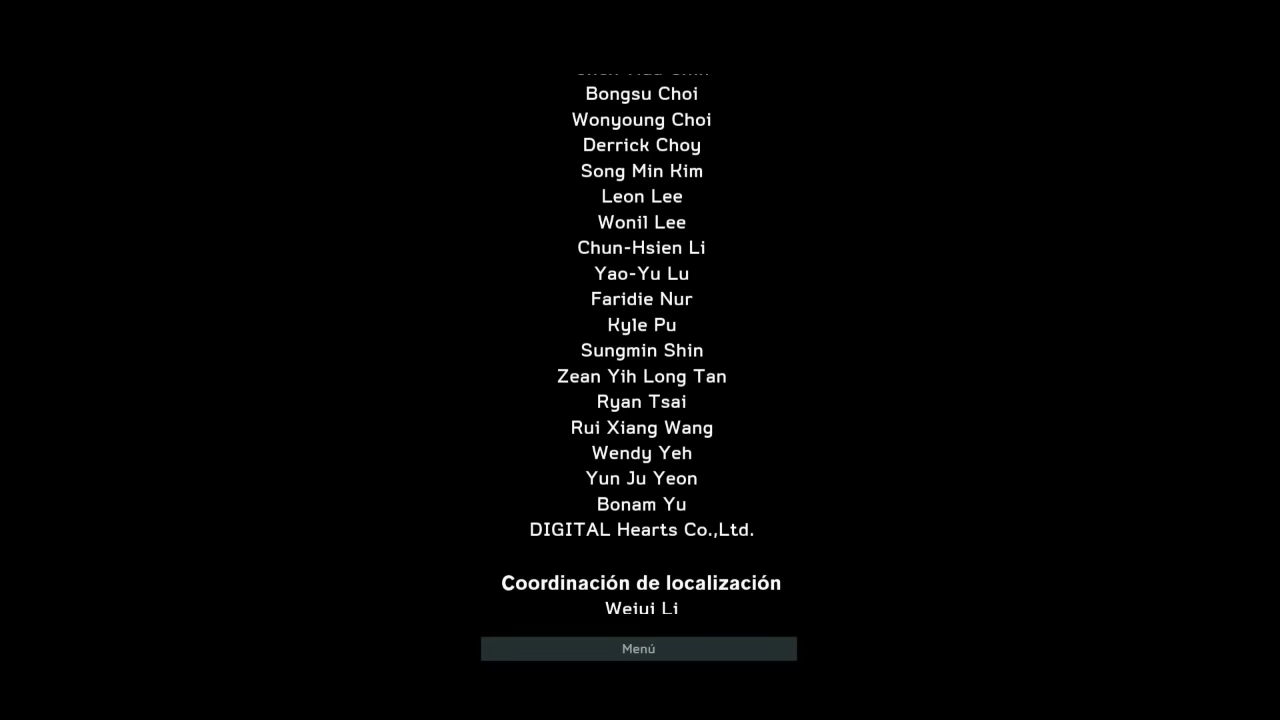 Bongsu Choi
Wonyoung Choi
Derrick Choy
Song Min Kim
Leon Lee
Wonil Lee
Chun-Hsien Li
Yao-Yu Lu
Faridie Nur
Kyle Pu
Sungmin Shin
Zean Yih Long Tan
Ryan Tsai
Rui Xiang Wang
Wendy Yeh
Yun Ju Yeon
Bonam Yu
DIGITAL Hearts Co.,Ltd.
Coordinación de localización
Li
Menú